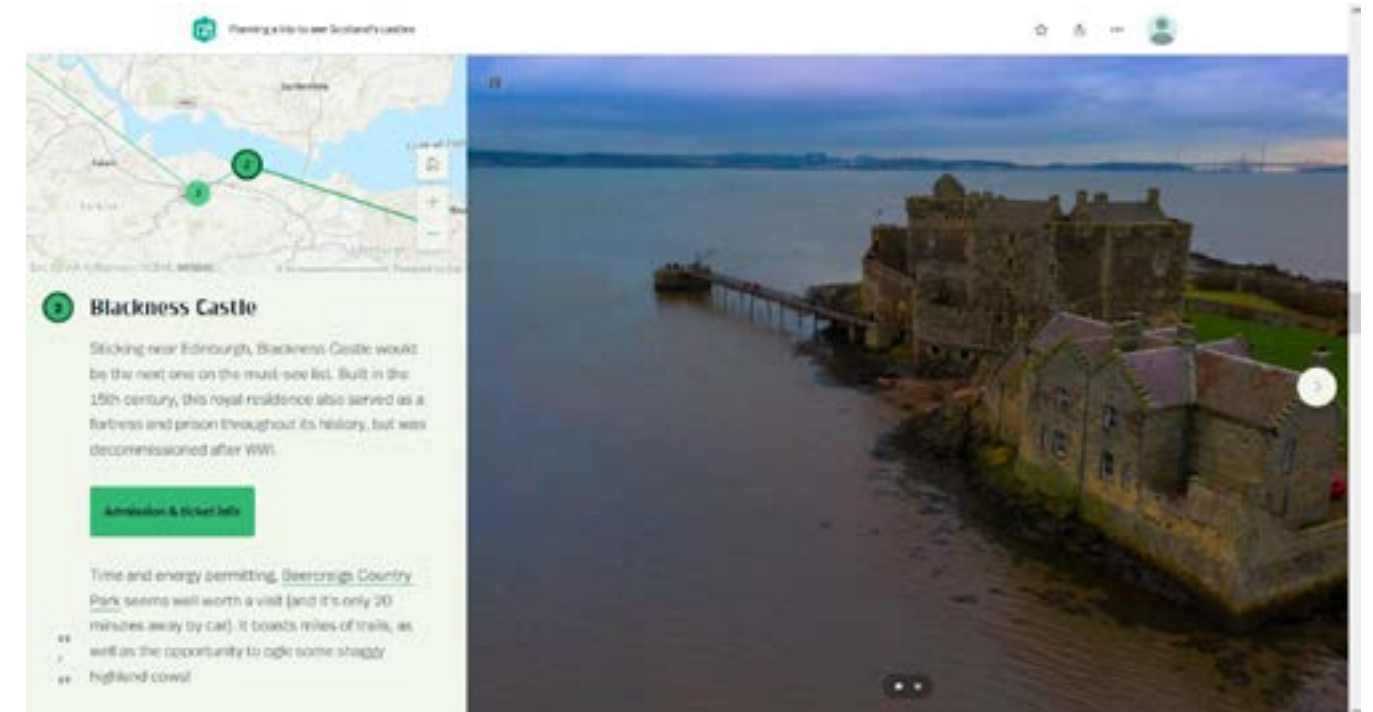 Planning a trip to see Scotland's castles
2
3
2
Blackness Castle
Sticking near Edinburgh, Blackness Castle would
be the next one on the must-see list. Built in the
15th century, this royal residence also served as a
fortress and prison throughout its history, but was
decommissioned after WWI.
Admission & ticket info
Time and energy permitting, Beecraigs Country
Park seems well worth a visit (and it's only 20
minutes away by car). It boasts miles of trails, as
well as the opportunity to ogle some shaggy
highland cows!